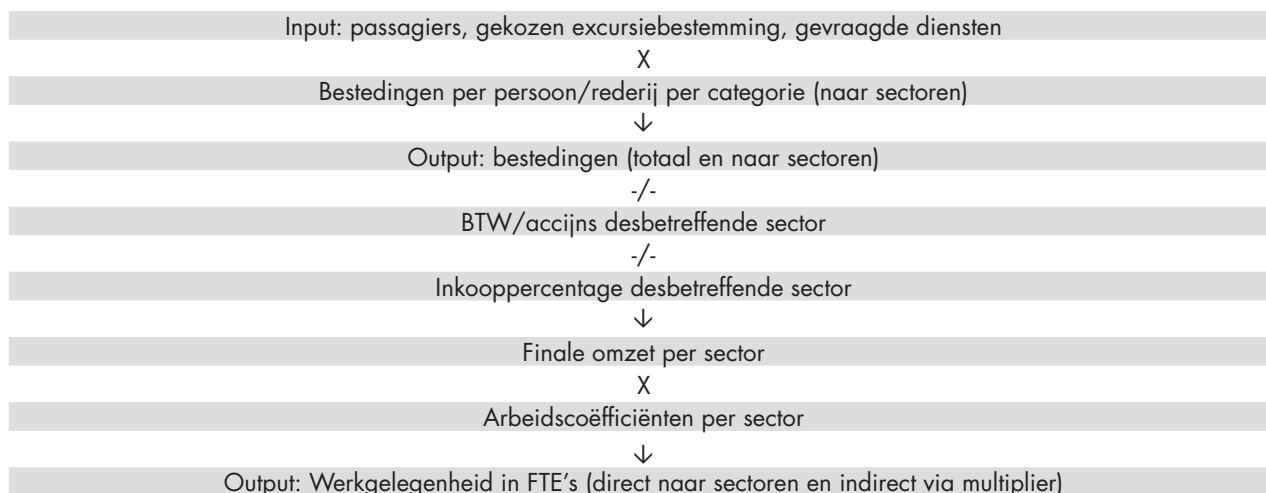 Input: passagiers, gekozen excursiebestemming, gevraagde diensten
X
Bestedingen per persoon/rederij per categorie (naar sectoren)
↓
Output: bestedingen (totaal en naar sectoren)
-/-
BTW/accijns desbetreffende sector
-/-
Inkooppercentage desbetreffende sector
↓
Finale omzet per sector
X
Arbeidscoëfficiënten per sector
↓
Output: Werkgelegenheid in FTE's (direct naar sectoren en indirect via multiplier)